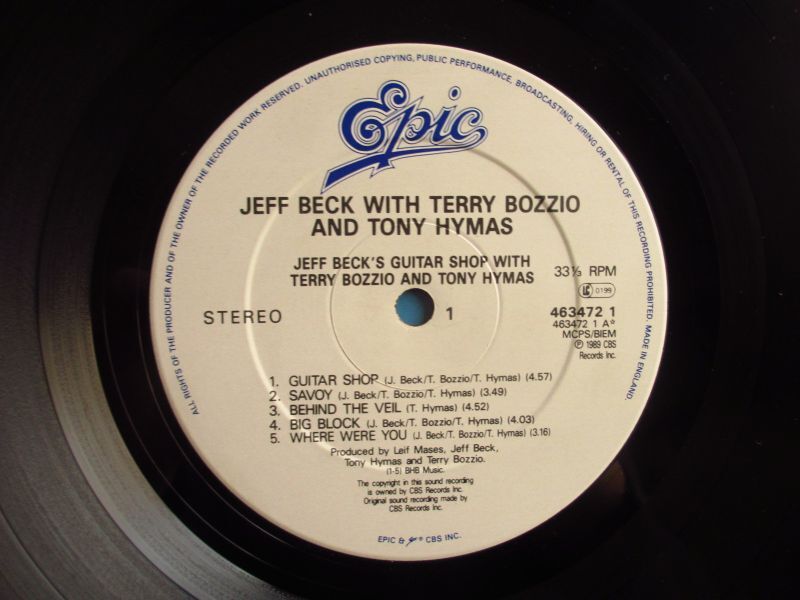 ALL RIGHTS OF THE PRODUCER AND OF THE OWNER OF THE RECORDED WORK RESERVED. UNAUTHORISED COPYING, PUBLIC PERFORMANCE, BROADCASTING, HIRING OR RENTAL OF THIS RECORDING PROHIBITED. MADE IN ENGLAND.
Epic
JEFF BECK WITH TERRY BOZZIO
AND TONY HYMAS
JEFF BECK'S GUITAR SHOP WITH
TERRY BOZZIO AND TONY HYMAS
33⅓ RPM
LC 0199
STEREO
1
463472 1
463472 1 A*
MCPS/BIEM
℗ 1989 CBS
Records Inc.
1. GUITAR SHOP (J. Beck/T. Bozzio/T. Hymas) (4.57)
2. SAVOY (J. Beck/T. Bozzio/T. Hymas) (3.49)
3. BEHIND THE VEIL (T. Hymas) (4.52)
4. BIG BLOCK (J. Beck/T. Bozzio/T. Hymas) (4.03)
5. WHERE WERE YOU (J. Beck/T. Bozzio/T. Hymas) (3.16)
Produced by Leif Mases, Jeff Beck,
Tony Hymas and Terry Bozzio.
(1-5) BHB Music.
The copyright in this sound recording
is owned by CBS Records Inc.
Original sound recording made by
CBS Records Inc.
EPIC & Epic ® CBS INC.